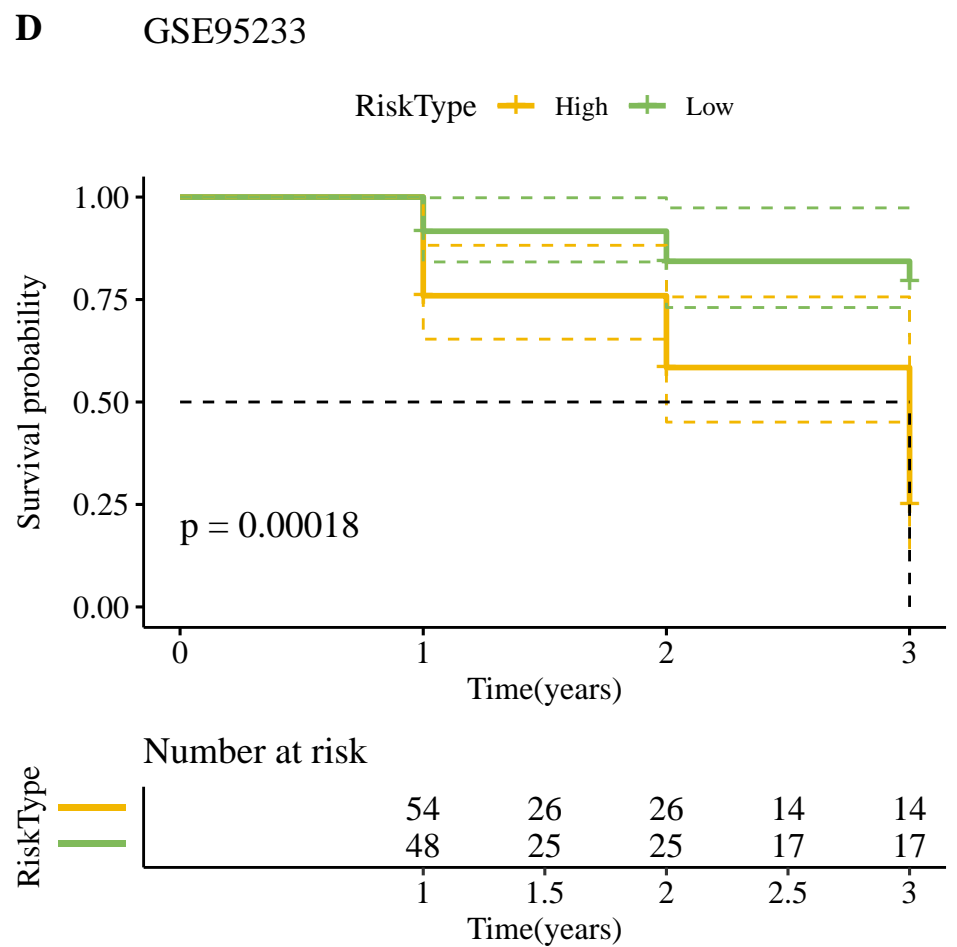 D GSE95233
RiskType High Low
1.00
0.75
0.50
0.25
0.00
Survival probability
p = 0.00018
0 1 2 3
Time(years)
Number at risk
RiskType
54 26 26 14 14
48 25 25 17 17
1 1.5 2 2.5 3
Time(years)